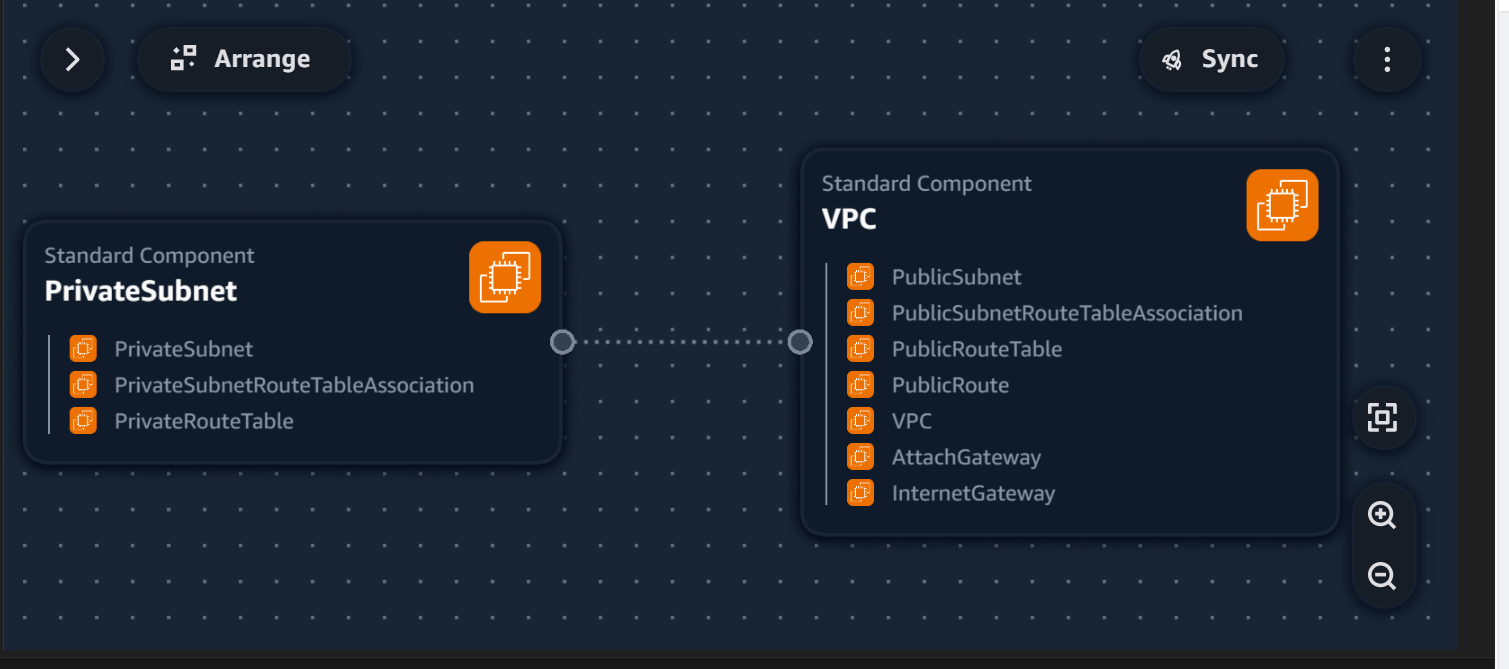 Arrange
Sync
Standard Component
PrivateSubnet
PrivateSubnet
PrivateSubnetRouteTableAssociation
PrivateRouteTable
Standard Component
VPC
PublicSubnet
PublicSubnetRouteTableAssociation
PublicRouteTable
PublicRoute
VPC
AttachGateway
InternetGateway